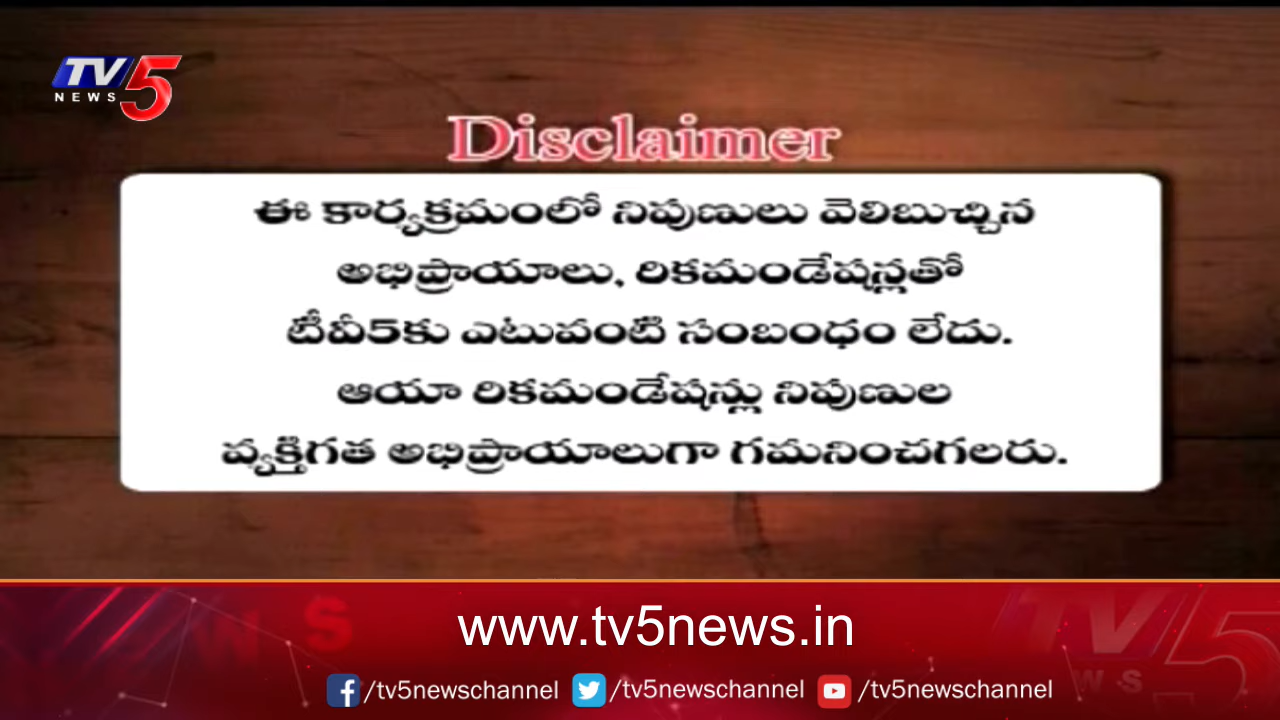 TV5
NEWS
Disclaimer
ఈ కార్యక్రమంలో నిపుణులు వెలిబుచ్చిన
అభిప్రాయాలు, రికమండేషన్లతో
టీవీ5కు ఎటువంటి సంబంధం లేదు.
ఆయా రికమండేషన్లు నిపుణుల
వ్యక్తిగత అభిప్రాయాలుగా గమనించగలరు.
www.tv5news.in
/tv5newschannel /tv5newschannel /tv5newschannel